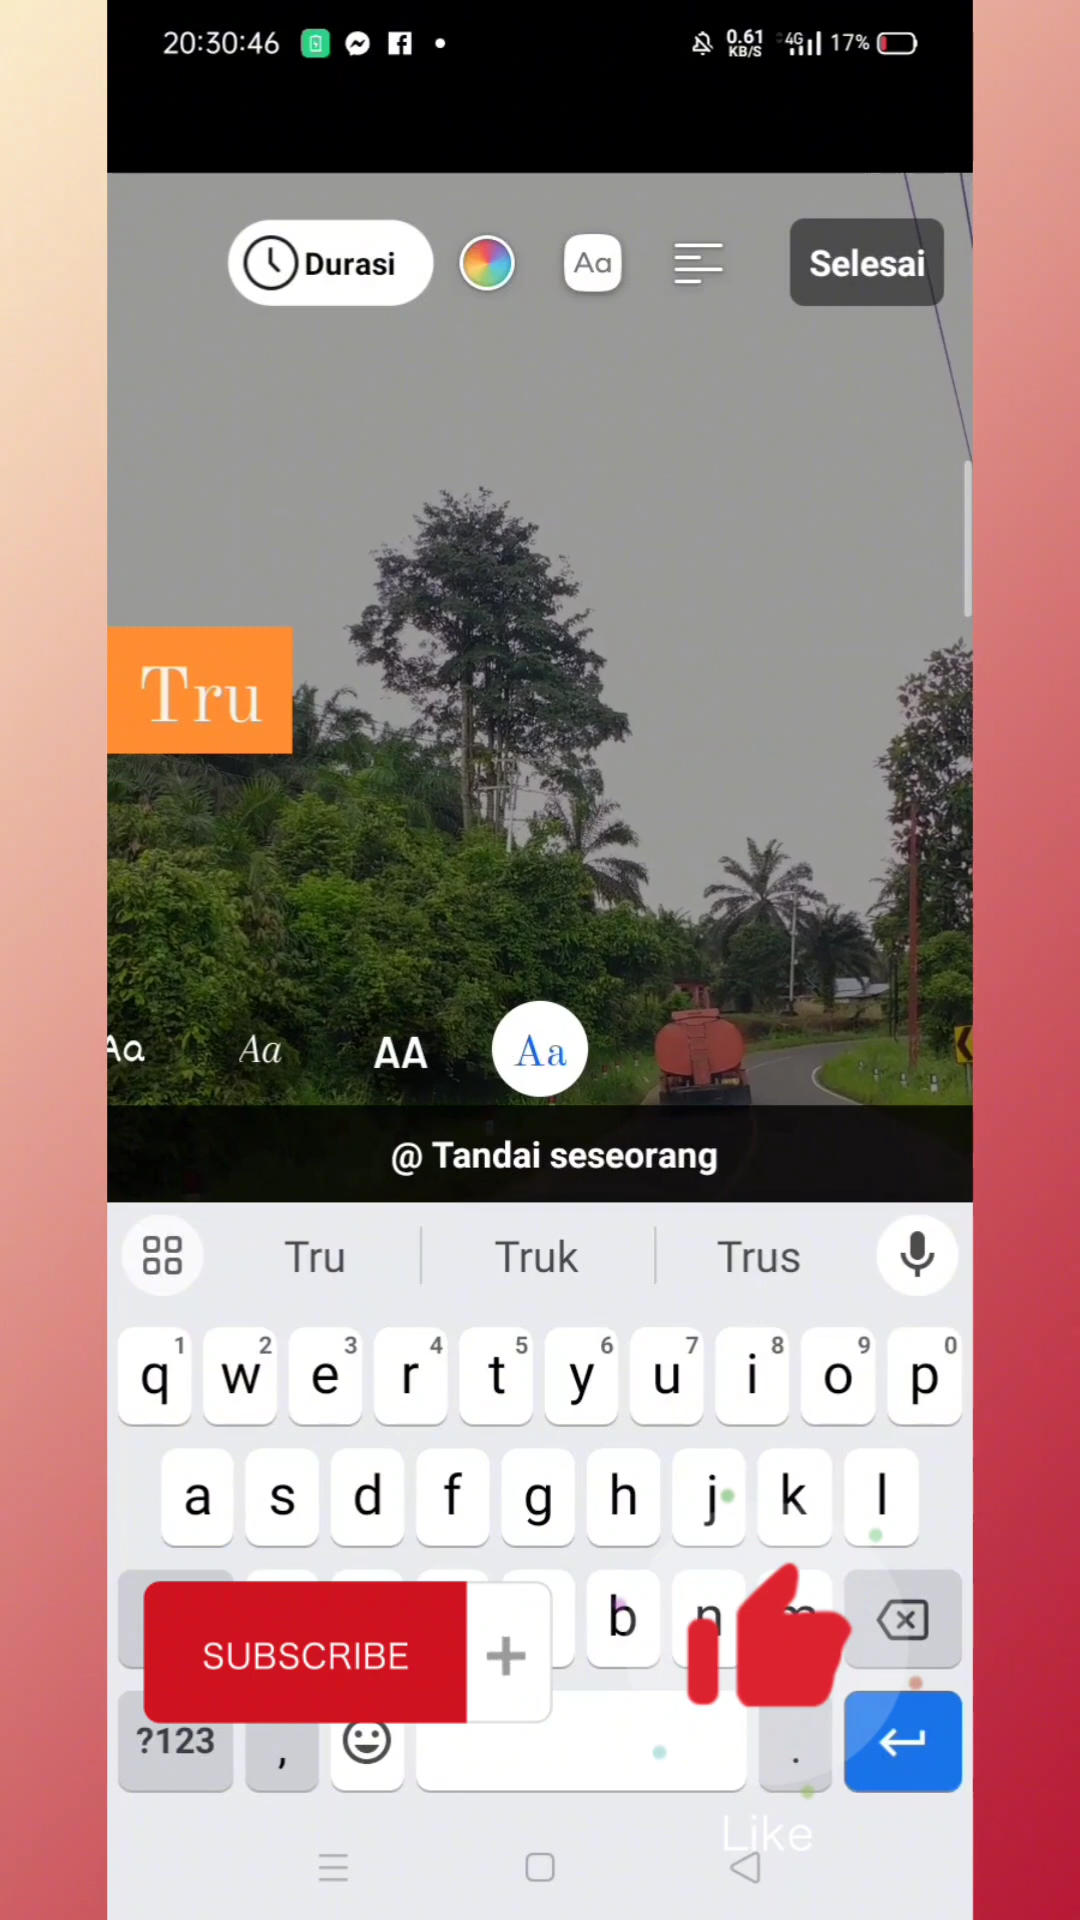 20:30:46 0.61 KB/S 4G 17%
Durasi Aa Selesai
Tru
Aa Aa AA Aa
@ Tandai seseorang
Tru Truk Trus
1 2 3 4 5 6 7 8 9 0
q w e r t y u i o p
a s d f g h j k l
b n m
SUBSCRIBE +
?123 , .
Like